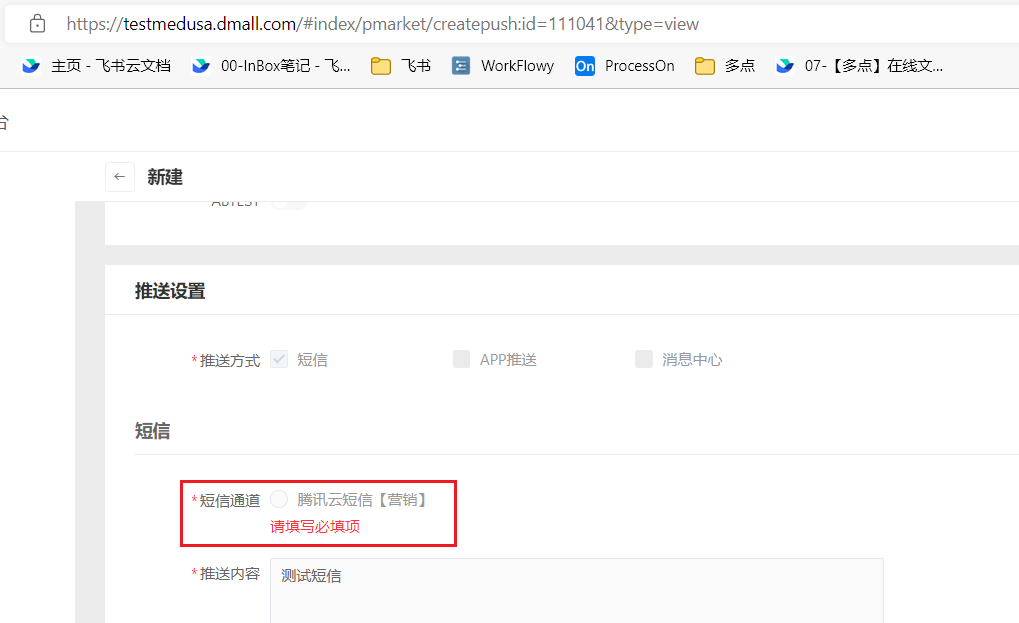 https://testmedusa.dmall.com/#index/pmarket/createpush:id=111041&type=view
主页 - 飞书云文档 00-InBox笔记 - 飞... 飞书 WorkFlowy On ProcessOn 多点 07-【多点】在线文...
台
← 新建
ABTEST
推送设置
*推送方式 短信 APP推送 消息中心
短信
*短信通道 腾讯云短信【营销】
请填写必填项
*推送内容 测试短信